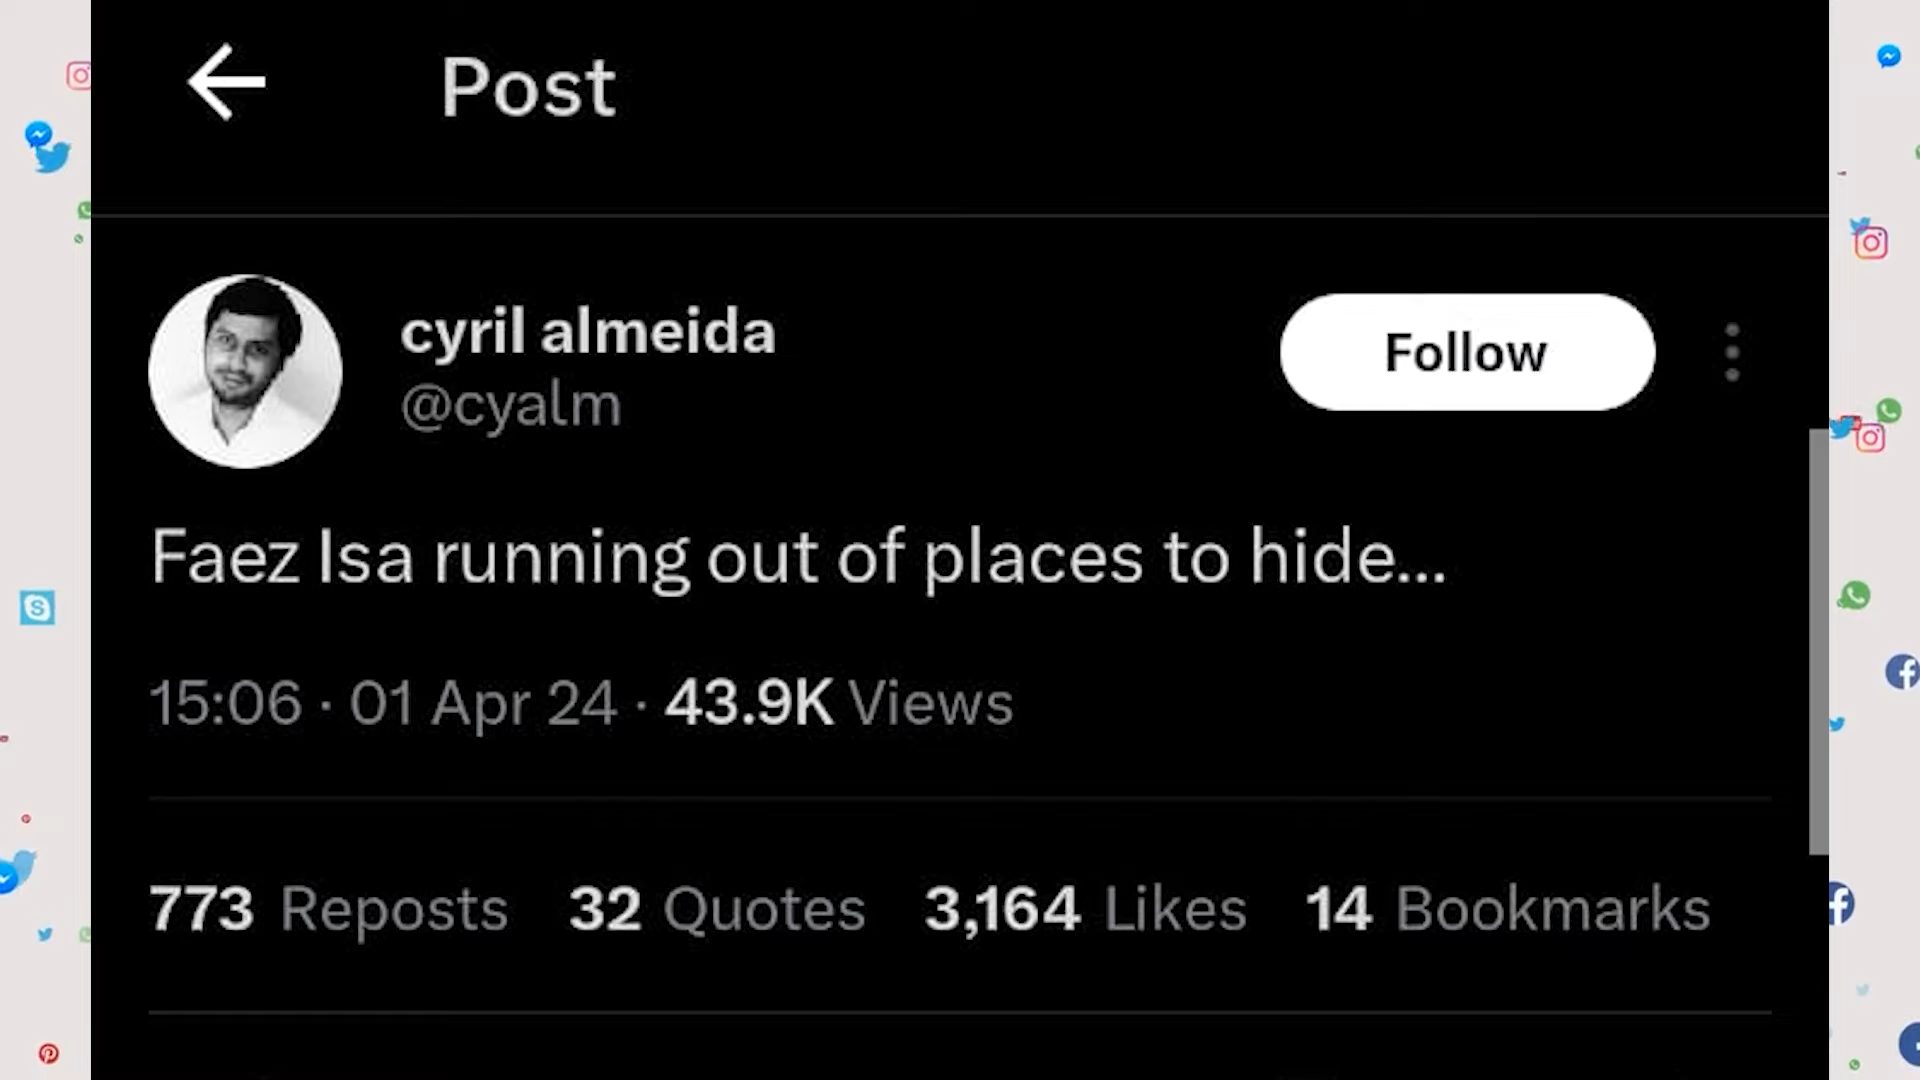 Post
cyril almeida
Follow
@cyalm
Faez Isa running out of places to hide...
15:06 · 01 Apr 24 · 43.9K Views
773 Reposts 32 Quotes 3,164 Likes 14 Bookmarks